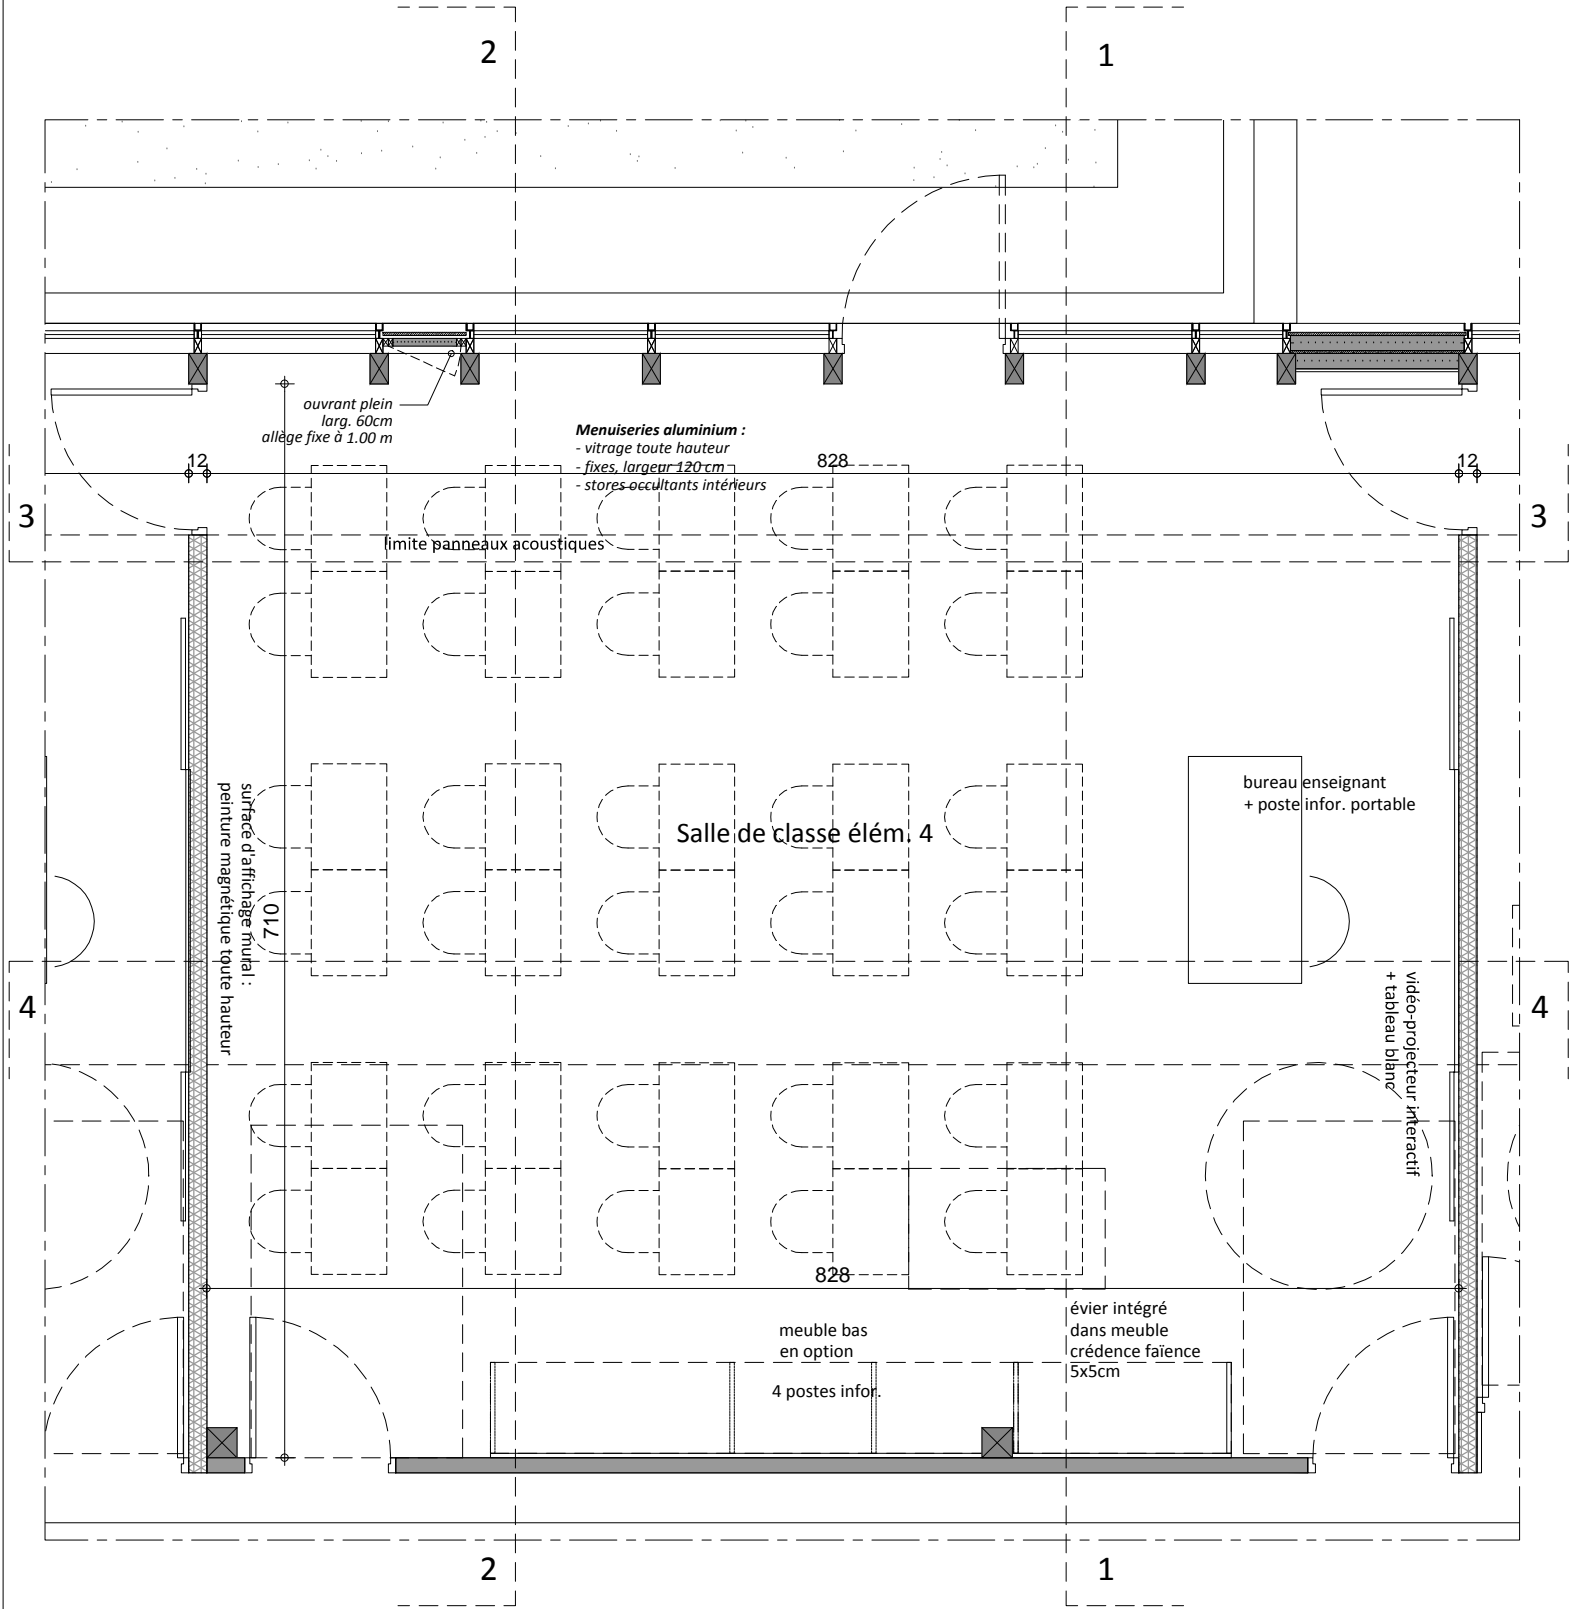 2
1
ouvrant plein
larg. 60cm
allège fixe à 1.00 m
Menuiseries aluminium :
- vitrage toute hauteur
- fixes, largeur 120 cm
- stores occultants intérieurs
12
828
12
3
3
limite panneaux acoustiques
surface d'affichage mural :
peinture magnétique toute hauteur
710
Salle de classe élém. 4
bureau enseignant
+ poste infor. portable
4
4
vidéo-projecteur interactif
+ tableau blanc
828
meuble bas
en option
4 postes infor.
évier intégré
dans meuble
crédence faïence
5x5cm
2
1